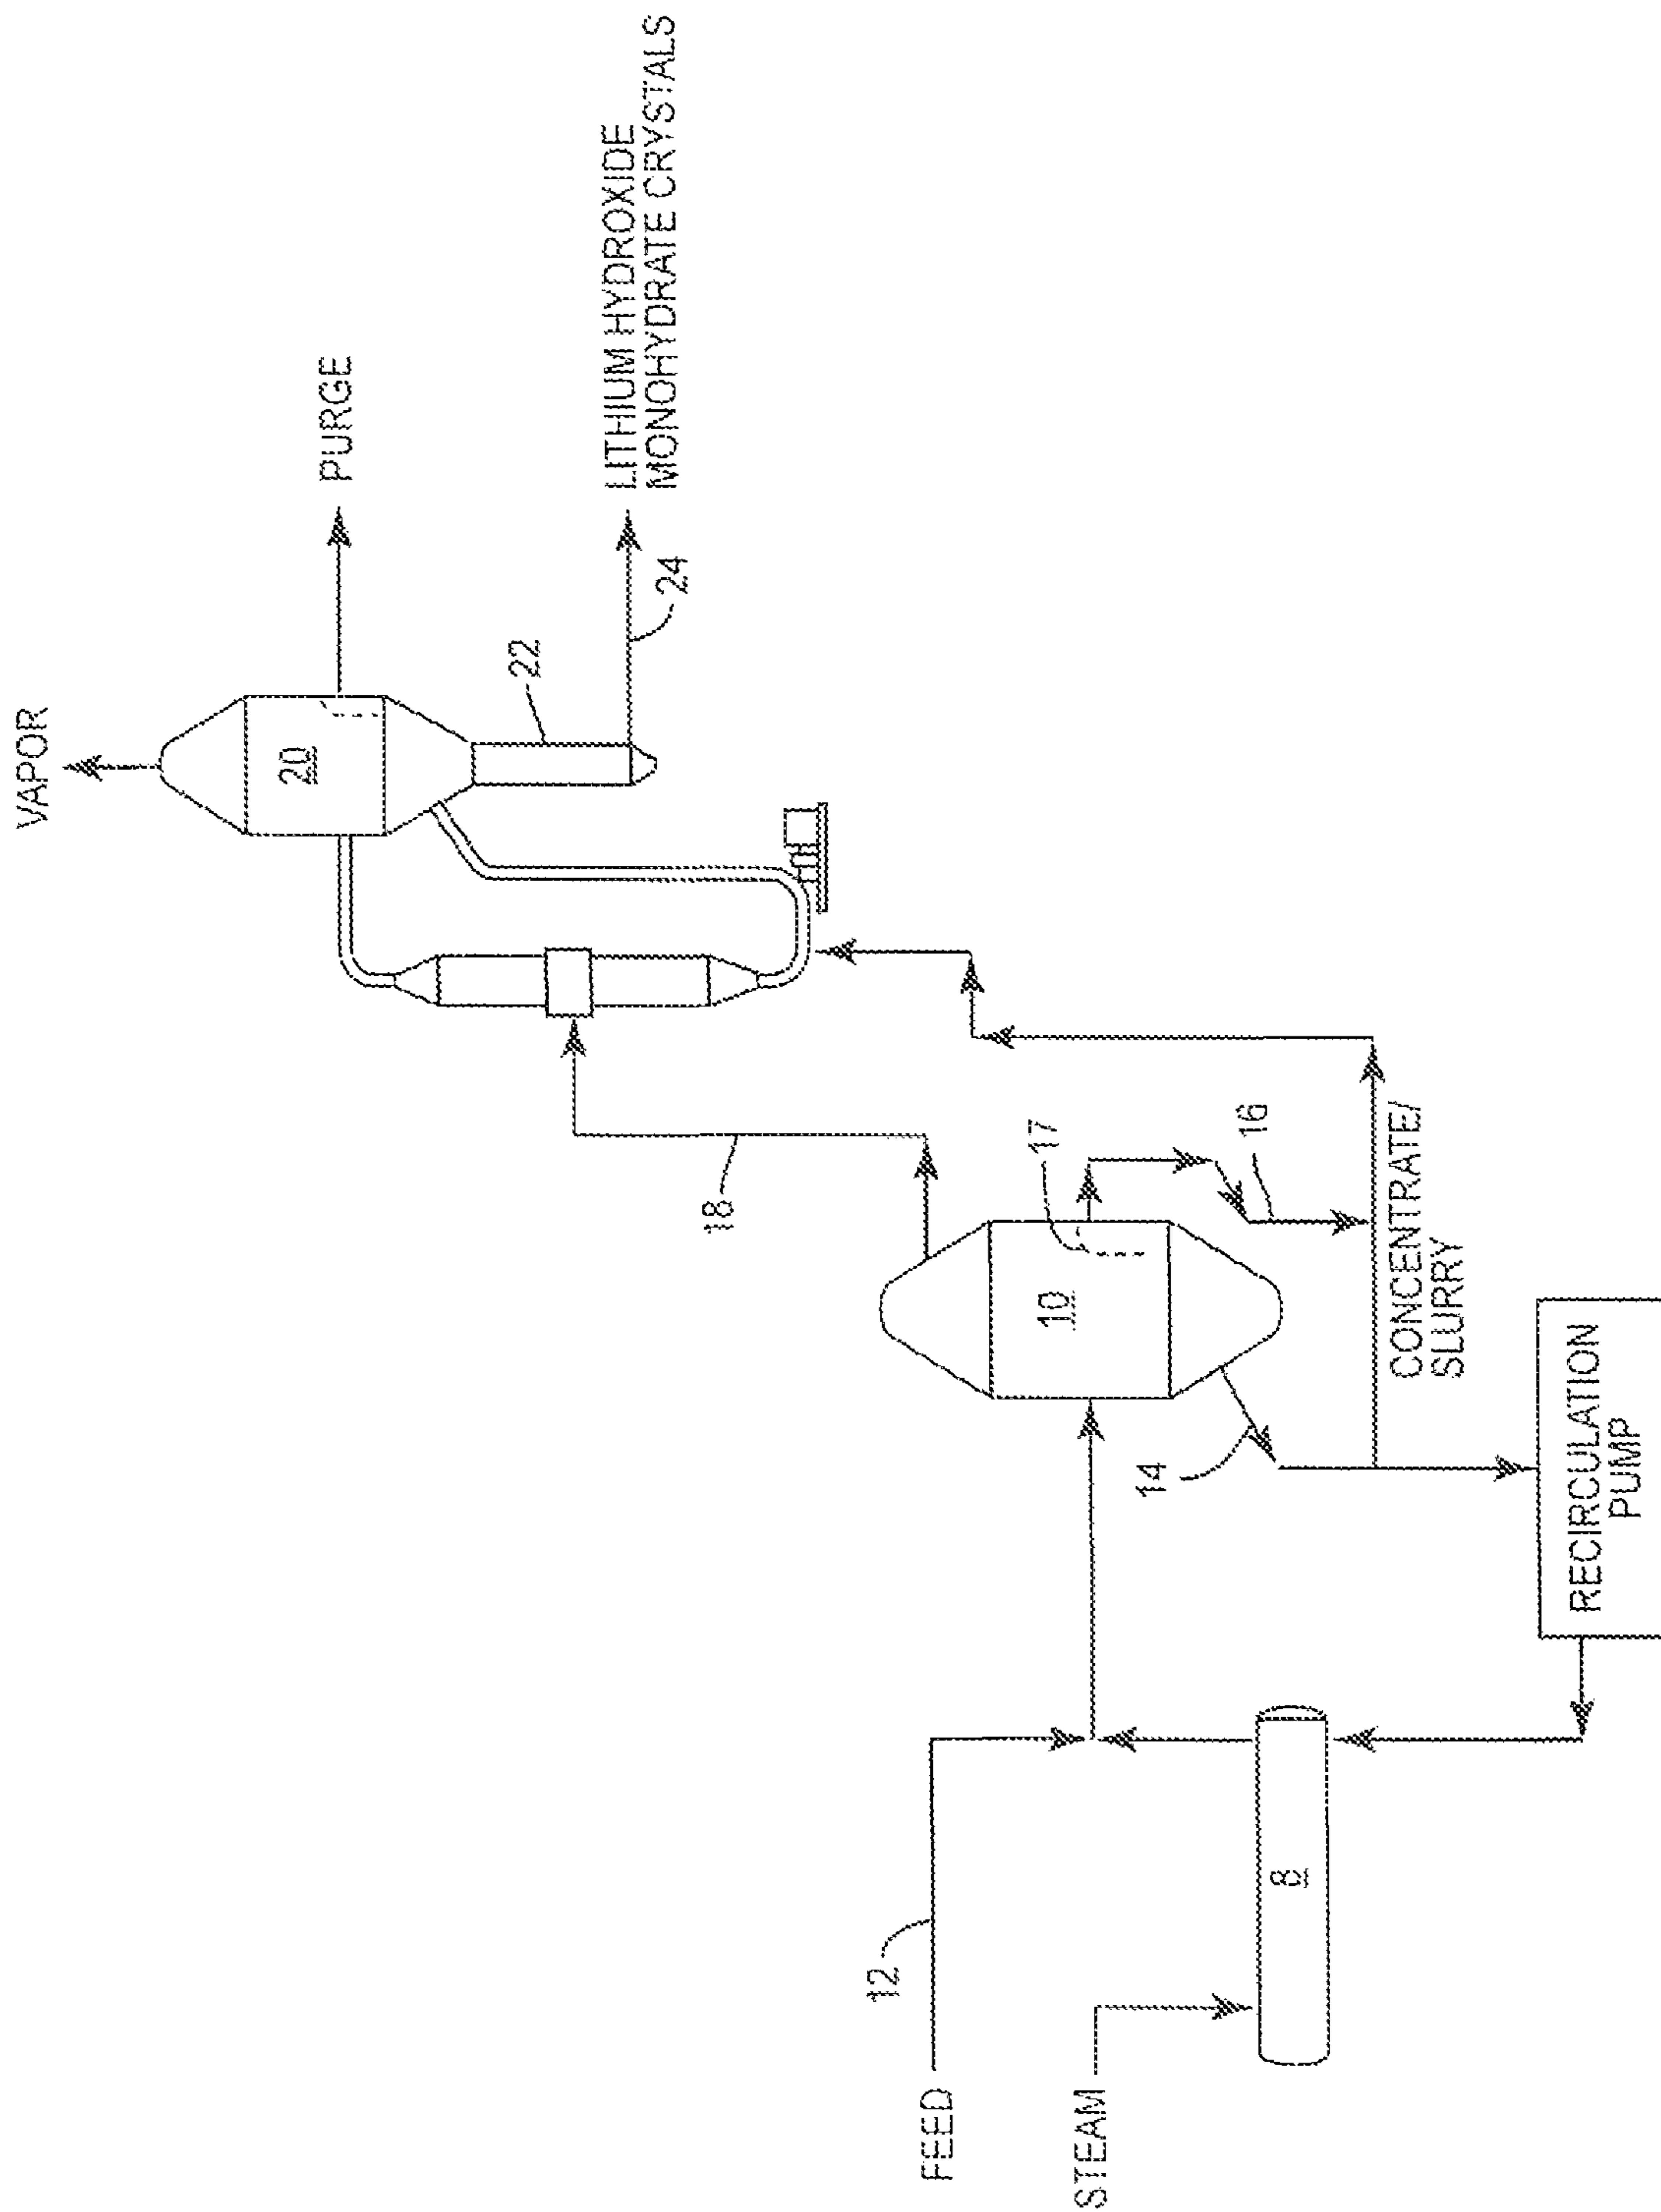 VAPOR
20
PURGE
22
LITHIUM HYDROXIDE
MONOHYDRATE CRYSTALS
24
18
10
17
16
14
CONCENTRATE/
SLURRY
FEED
12
STEAM
8
RECIRCULATION
PUMP